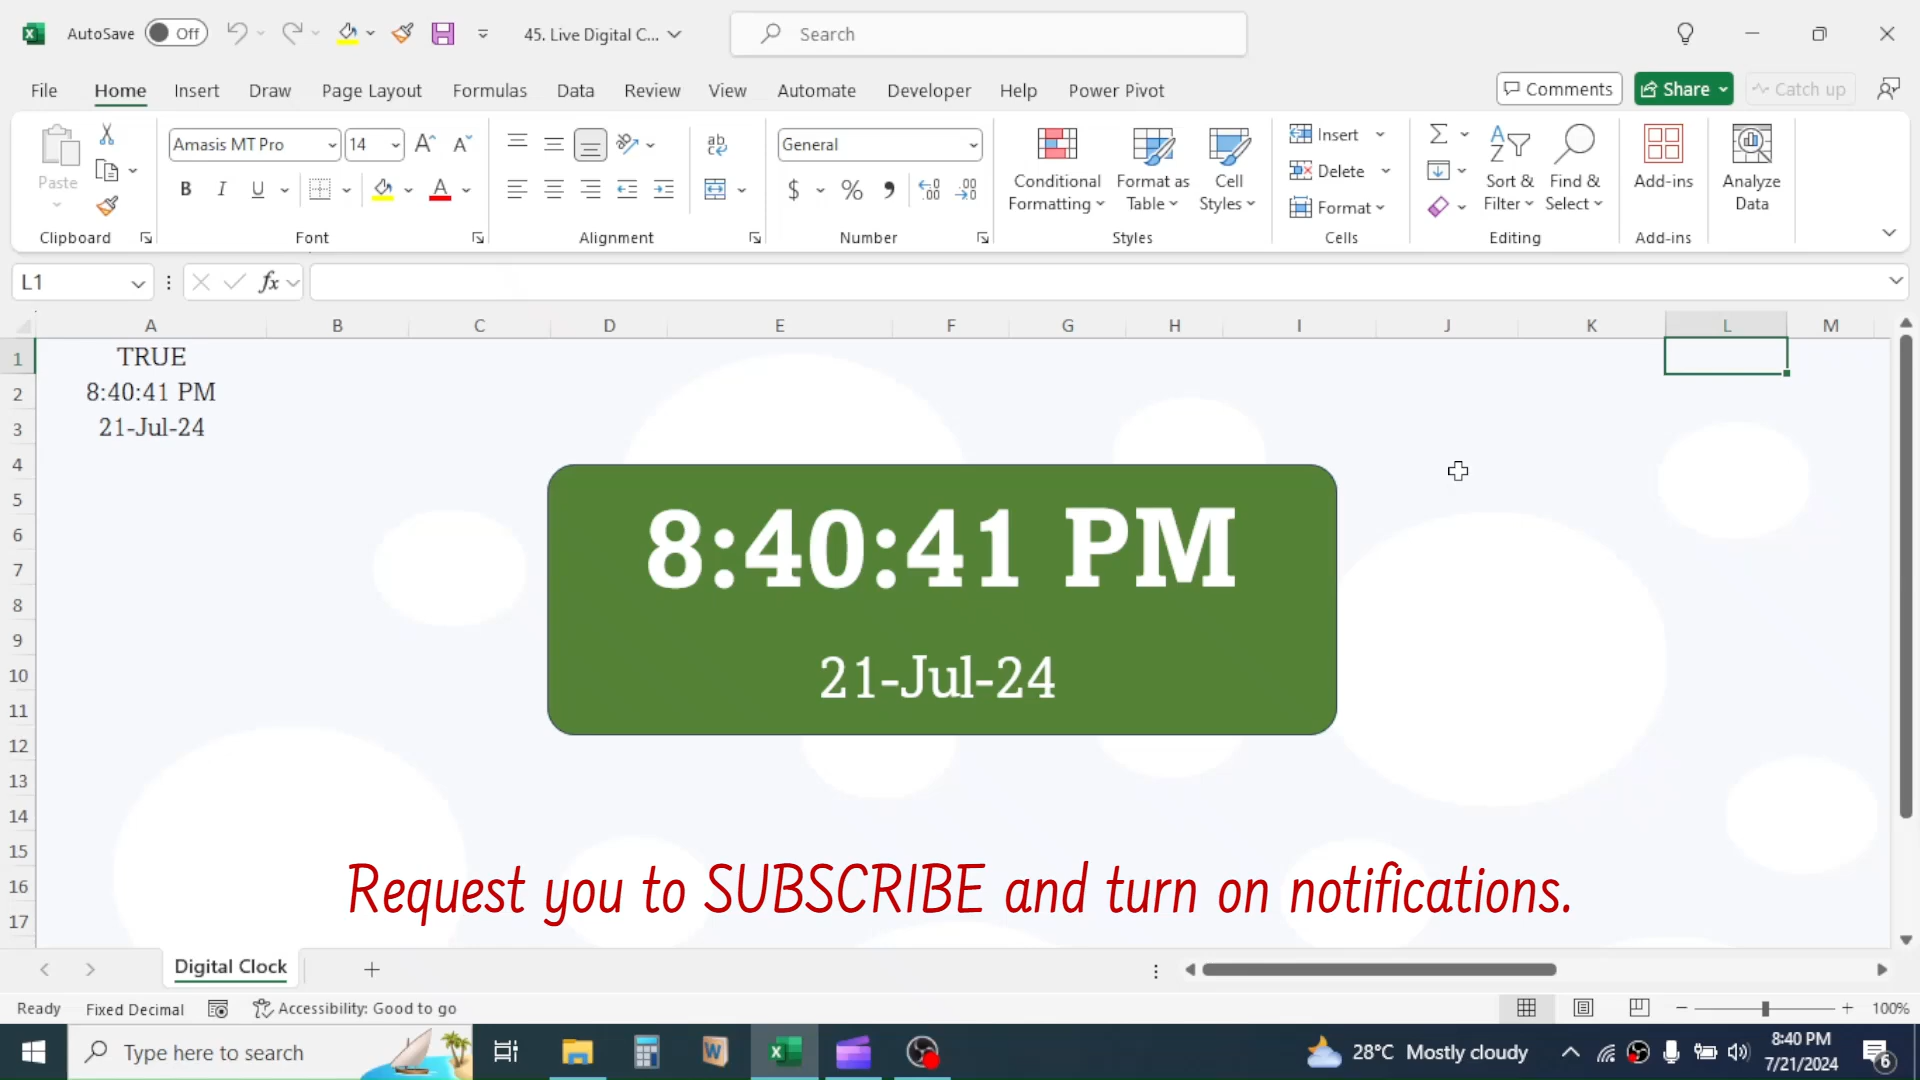 AutoSave Off 45. Live Digital C... Search
File Home Insert Draw Page Layout Formulas Data Review View Automate Developer Help Power Pivot Comments Share Catch up
Paste
Clipboard
Amasis MT Pro 14
B I U
Font
ab
Alignment
General
$ %
Number
Conditional Formatting
Format as Table
Cell Styles
Styles
Insert
Delete
Format
Cells
Sort & Filter
Find & Select
Editing
Add-ins
Add-ins
Analyze Data
L1 fx
A B C D E F G H I J K L M
1 TRUE
2 8:40:41 PM
3 21-Jul-24
4
5
6
7
8
9
10
11
12
13
14
15
16
17
8:40:41 PM
21-Jul-24
Request you to SUBSCRIBE and turn on notifications.
Digital Clock
Ready Fixed Decimal Accessibility: Good to go 100%
Type here to search 28°C Mostly cloudy 8:40 PM
7/21/2024 6